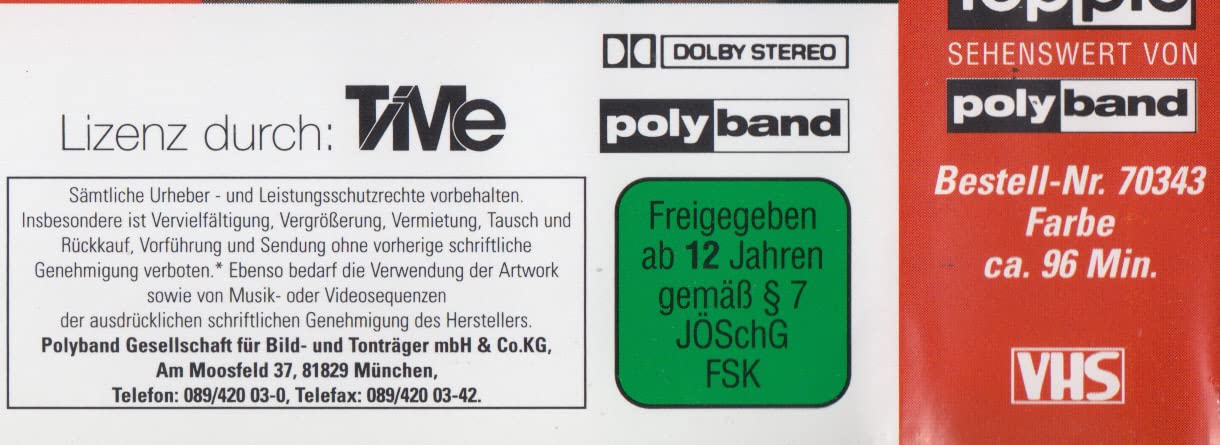 DOLBY STEREO
Lizenz durch: TiMe
polyband
Sämtliche Urheber - und Leistungsschutzrechte vorbehalten.
Insbesondere ist Vervielfältigung, Vergrößerung, Vermietung, Tausch und
Rückkauf, Vorführung und Sendung ohne vorherige schriftliche
Genehmigung verboten.* Ebenso bedarf die Verwendung der Artwork
sowie von Musik- oder Videosequenzen
der ausdrücklichen schriftlichen Genehmigung des Herstellers.
Polyband Gesellschaft für Bild- und Tonträger mbH & Co.KG,
Am Moosfeld 37, 81829 München,
Telefon: 089/420 03-0, Telefax: 089/420 03-42.
Freigegeben
ab 12 Jahren
gemäß § 7
JÖSchG
FSK
SEHENSWERT VON
polyband
Bestell-Nr. 70343
Farbe
ca. 96 Min.
VHS